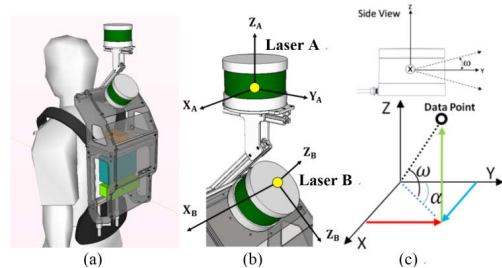 (a)
Z_A
Laser A
X_A
Y_A
Z_B
Laser B
X_B
Z_B
(b)
(c)
Side View
Z
X
Y
ω
Z
Data Point
ω
α
Y
X